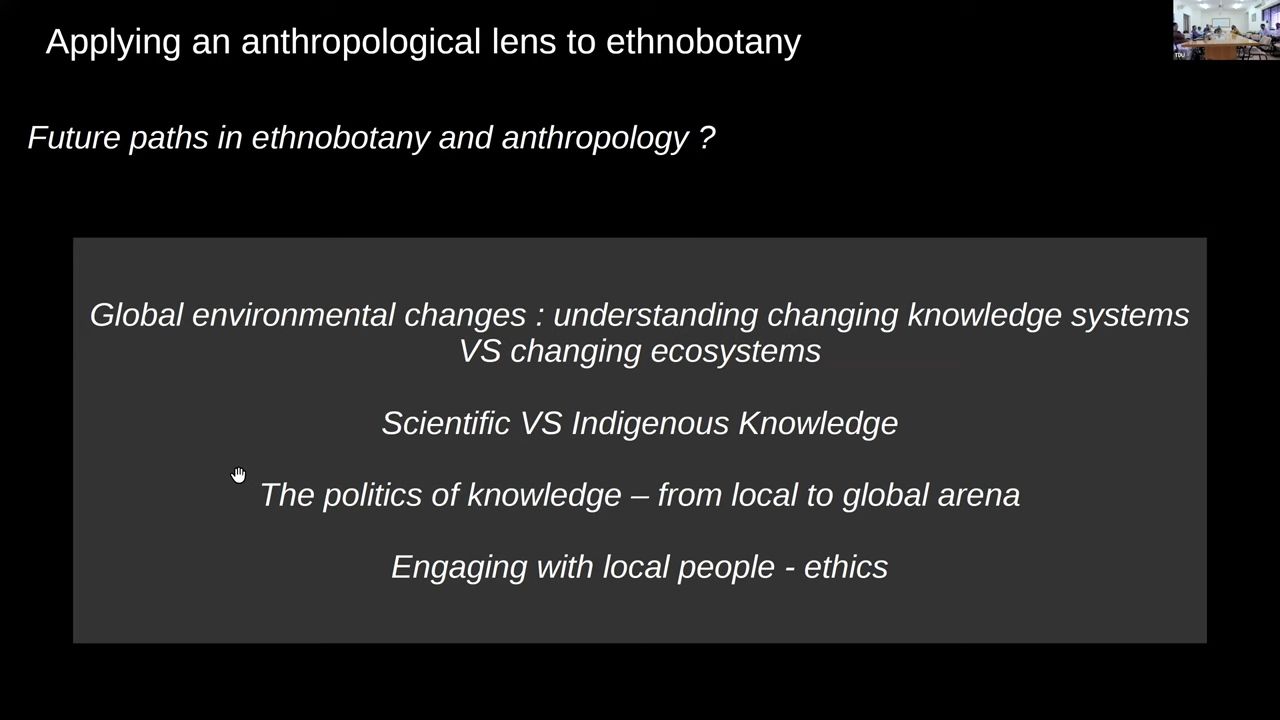 Applying an anthropological lens to ethnobotany
TDU
Future paths in ethnobotany and anthropology ?
Global environmental changes : understanding changing knowledge systems
VS changing ecosystems
Scientific VS Indigenous Knowledge
The politics of knowledge – from local to global arena
Engaging with local people - ethics